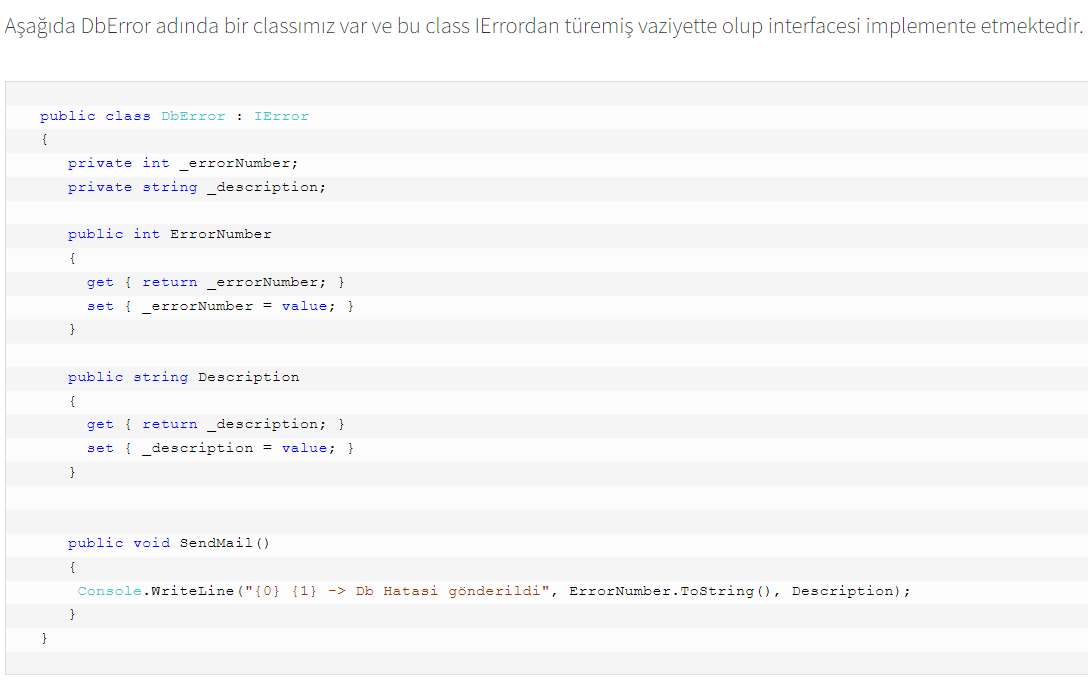 Aşağıda DbError adında bir classımız var ve bu class IErrordan türemiş vaziyette olup interfacesi implemente etmektedir.
public class DbError : IError
{
private int _errorNumber;
private string _description;
public int ErrorNumber
{
get { return _errorNumber; }
set { _errorNumber = value; }
}
public string Description
{
get { return _description; }
set { _description = value; }
}
public void SendMail()
{
Console.WriteLine("{0} {1} -> Db Hatasi gönderildi", ErrorNumber.ToString(), Description);
}
}